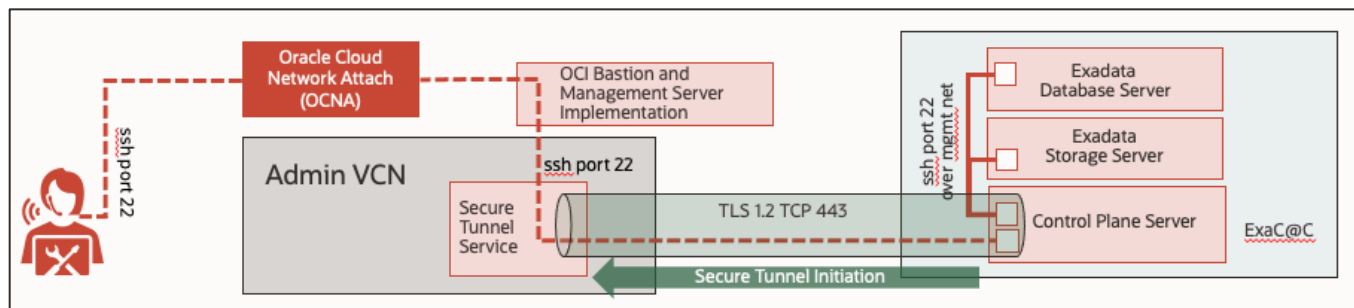 ssh port 22
Oracle Cloud
Network Attach
(OCNA)
OCI Bastion and
Management Server
Implementation
Admin VCN
ssh port 22
Secure
Tunnel
Service
TLS 1.2 TCP 443
Secure Tunnel Initiation
ssh port 22
over mgmt net
Exadata
Database Server
Exadata
Storage Server
Control Plane Server
ExaC@C